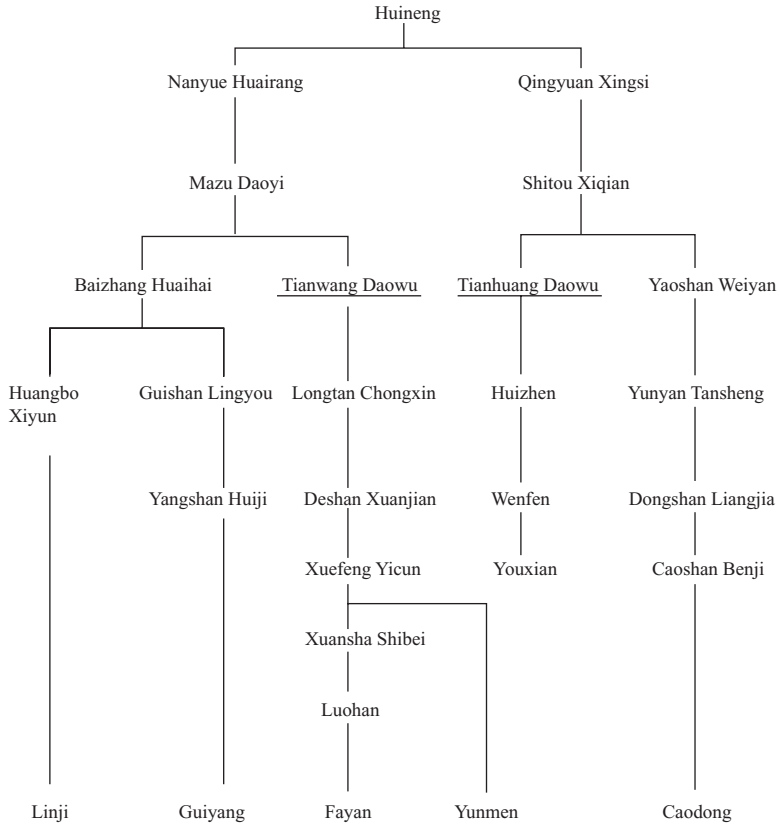 Huineng
Nanyue Huairang
Qingyuan Xingsi
Mazu Daoyi
Shitou Xiqian
Baizhang Huaihai
Tianwang Daowu
Tianhuang Daowu
Yaoshan Weiyan
Huangbo
Xiyun
Guishan Lingyou
Longtan Chongxin
Huizhen
Yunyan Tansheng
Yangshan Huiji
Deshan Xuanjian
Wenfen
Dongshan Liangjia
Xuefeng Yicun
Youxian
Caoshan Benji
Xuansha Shibei
Luohan
Linji
Guiyang
Fayan
Yunmen
Caodong